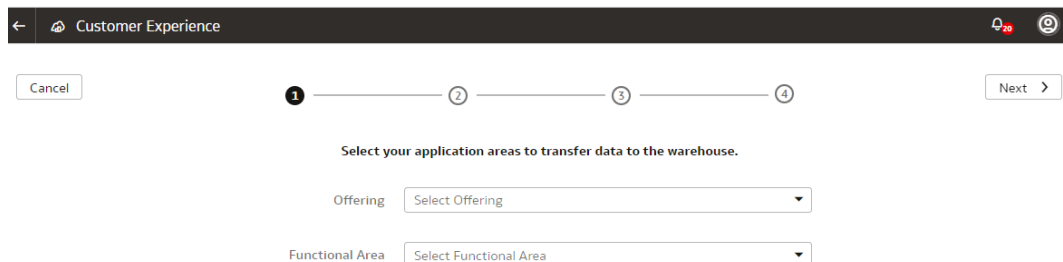 Customer Experience
20
Cancel
1
2
3
4
Next
Select your application areas to transfer data to the warehouse.
Offering
Select Offering
Functional Area
Select Functional Area